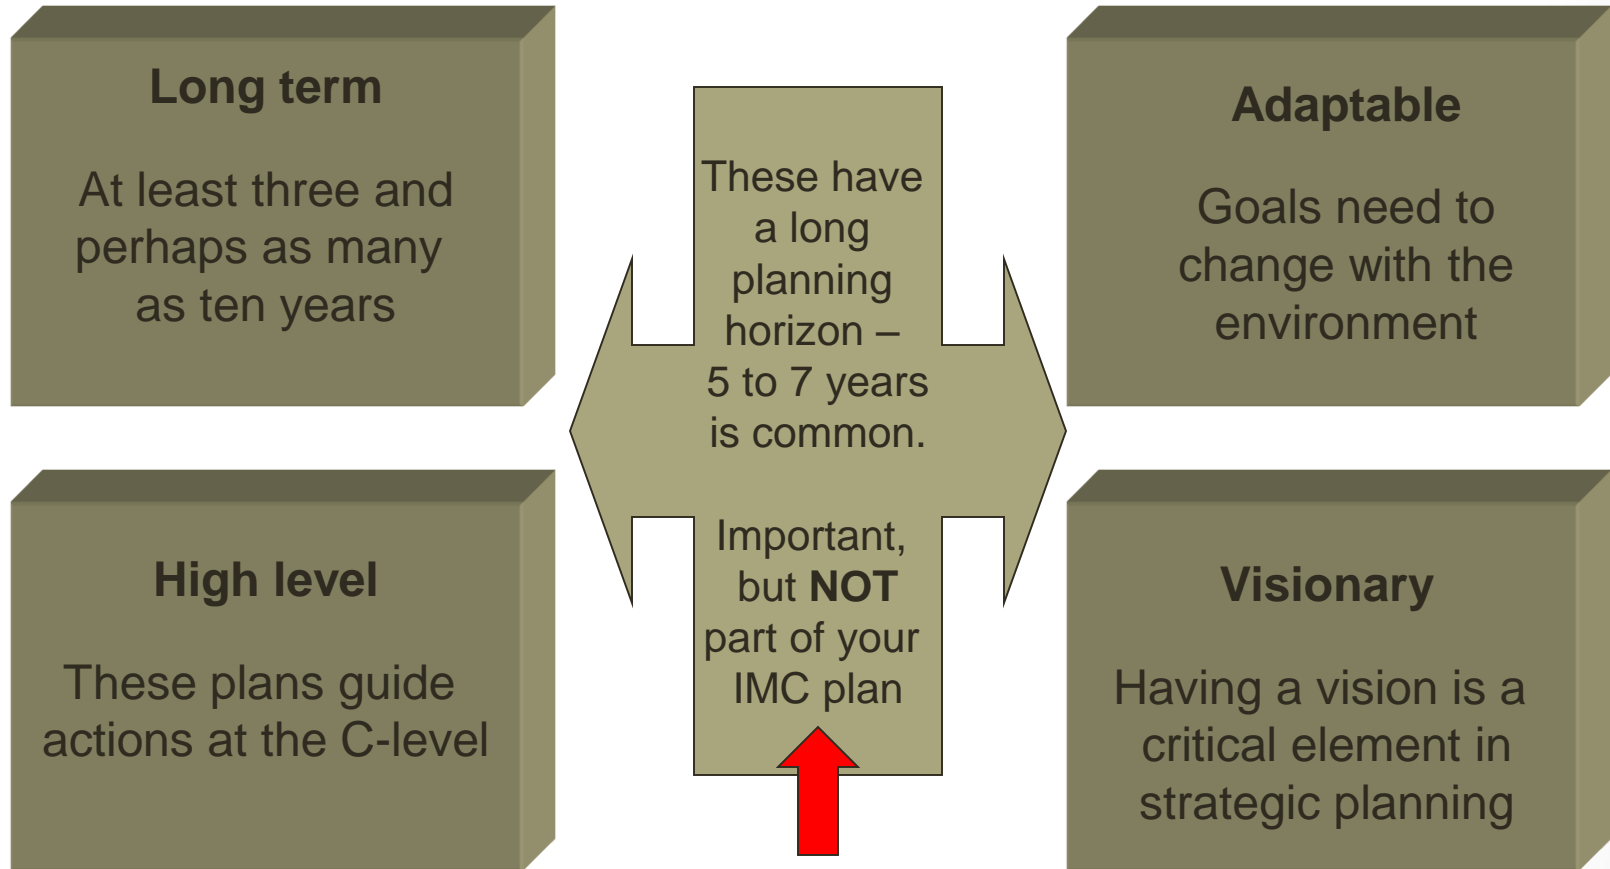 Long term
At least three and
perhaps as many
as ten years
High level
These plans guide
actions at the C-level
These have
a long
planning
horizon –
5 to 7 years
is common.
Important,
but NOT
part of your
IMC plan
Adaptable
Goals need to
change with the
environment
Visionary
Having a vision is a
critical element in
strategic planning